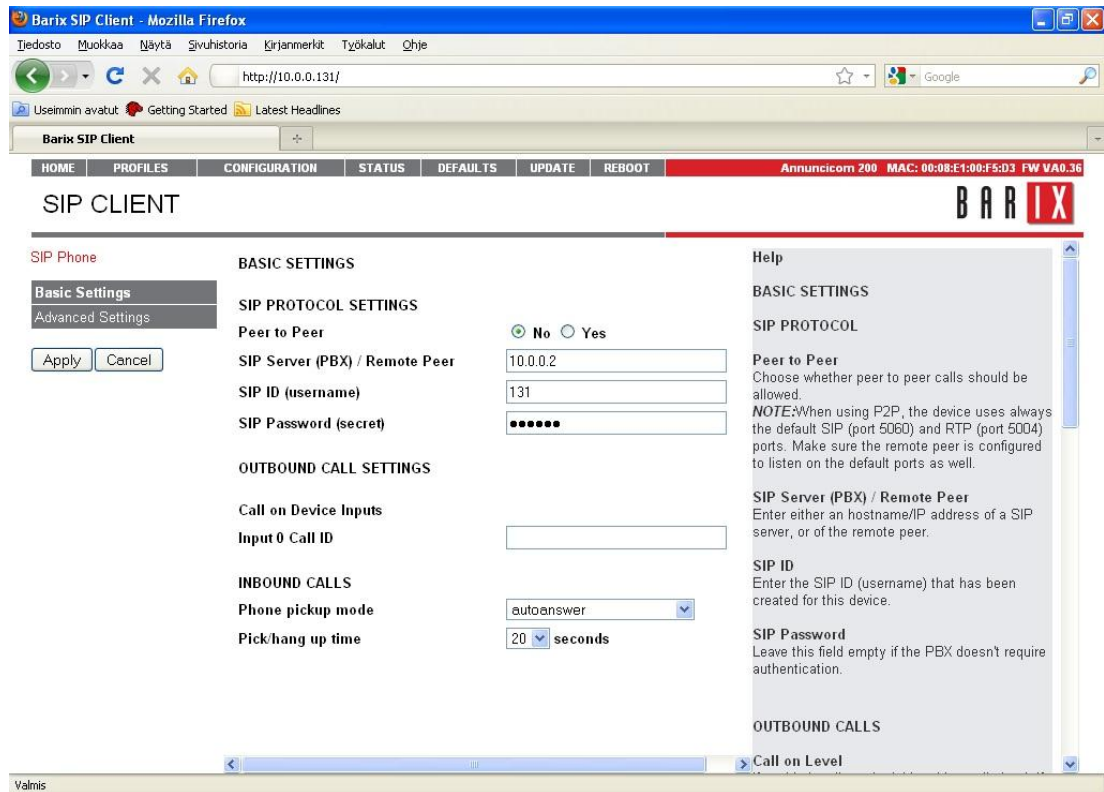 Barix SIP Client - Mozilla Firefox
Tiedosto Muokkaa Näytä Sivuhistoria Kirjanmerkit Työkalut Ohje
http://10.0.0.131/
Google
Useimmin avatut Getting Started Latest Headlines
Barix SIP Client
HOME PROFILES CONFIGURATION STATUS DEFAULTS UPDATE REBOOT Annuncicom 200 MAC: 00:08:E1:00:F5:D3 FW VA0.36
SIP CLIENT
BARIX
SIP Phone
Basic Settings
Advanced Settings
Apply Cancel
BASIC SETTINGS
SIP PROTOCOL SETTINGS
Peer to Peer No Yes
SIP Server (PBX) / Remote Peer 10.0.0.2
SIP ID (username) 131
SIP Password (secret) ●●●●●●
OUTBOUND CALL SETTINGS
Call on Device Inputs
Input 0 Call ID
INBOUND CALLS
Phone pickup mode autoanswer
Pick/hang up time 20 seconds
Help
BASIC SETTINGS
SIP PROTOCOL
Peer to Peer
Choose whether peer to peer calls should be
allowed.
NOTE:When using P2P, the device uses always
the default SIP (port 5060) and RTP (port 5004)
ports. Make sure the remote peer is configured
to listen on the default ports as well.
SIP Server (PBX) / Remote Peer
Enter either an hostname/IP address of a SIP
server, or of the remote peer.
SIP ID
Enter the SIP ID (username) that has been
created for this device.
SIP Password
Leave this field empty if the PBX doesn't require
authentication.
OUTBOUND CALLS
Call on Level
Valmis